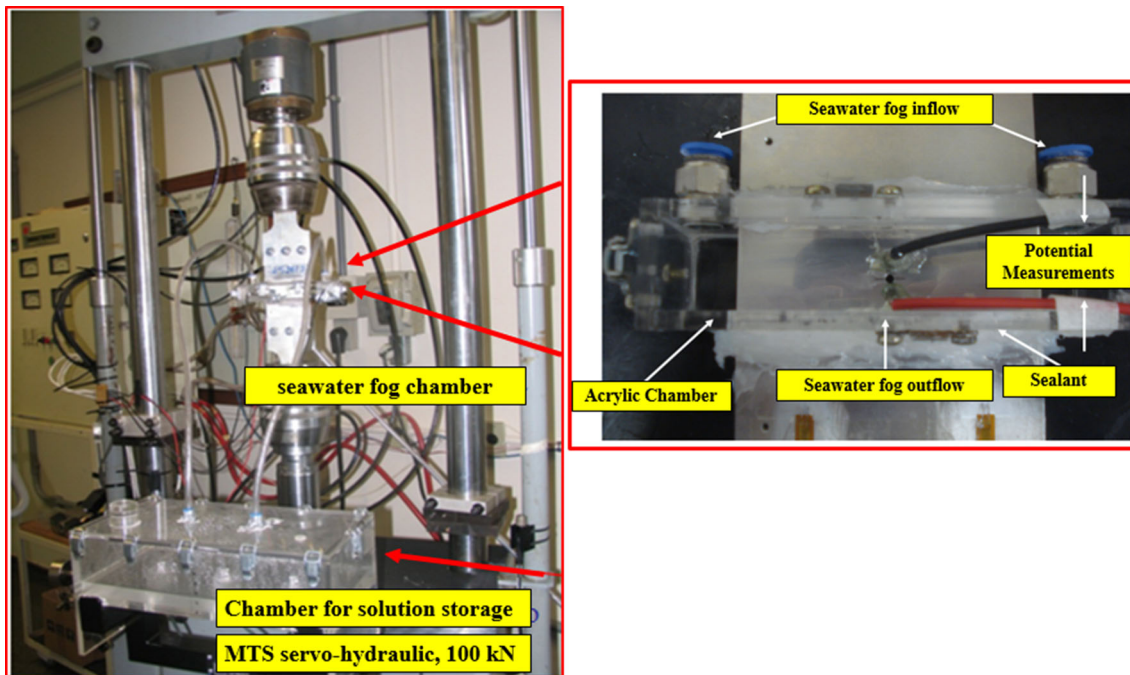 seawater fog chamber
Chamber for solution storage
MTS servo-hydraulic, 100 kN
Seawater fog inflow
Potential
Measurements
Acrylic Chamber
Seawater fog outflow
Sealant